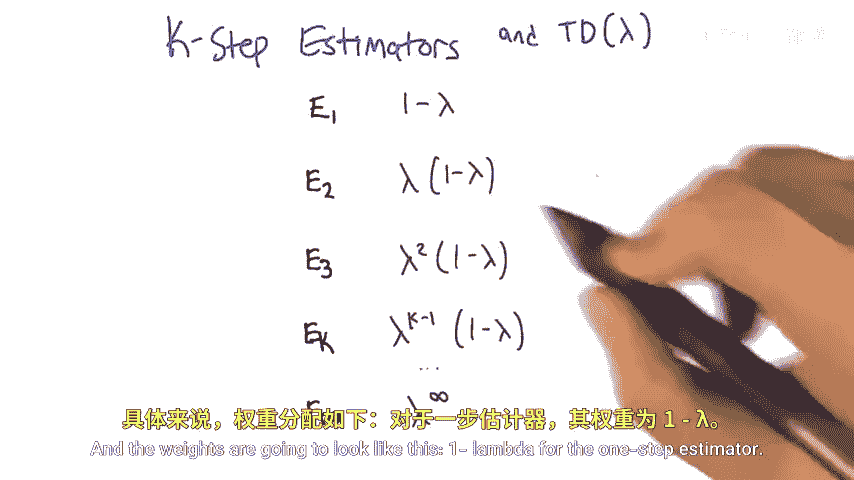 K-Step Estimators and TD(λ)
E₁ 1-λ
E₂ λ(1-λ)
E₃ λ²(1-λ)
E_K λ^{K-1}(1-λ)
...
λ^∞
具体来说，权重分配如下：对于一步估计器，其权重为 1 - λ。
And the weights are going to look like this: 1- lambda for the one-step estimator.